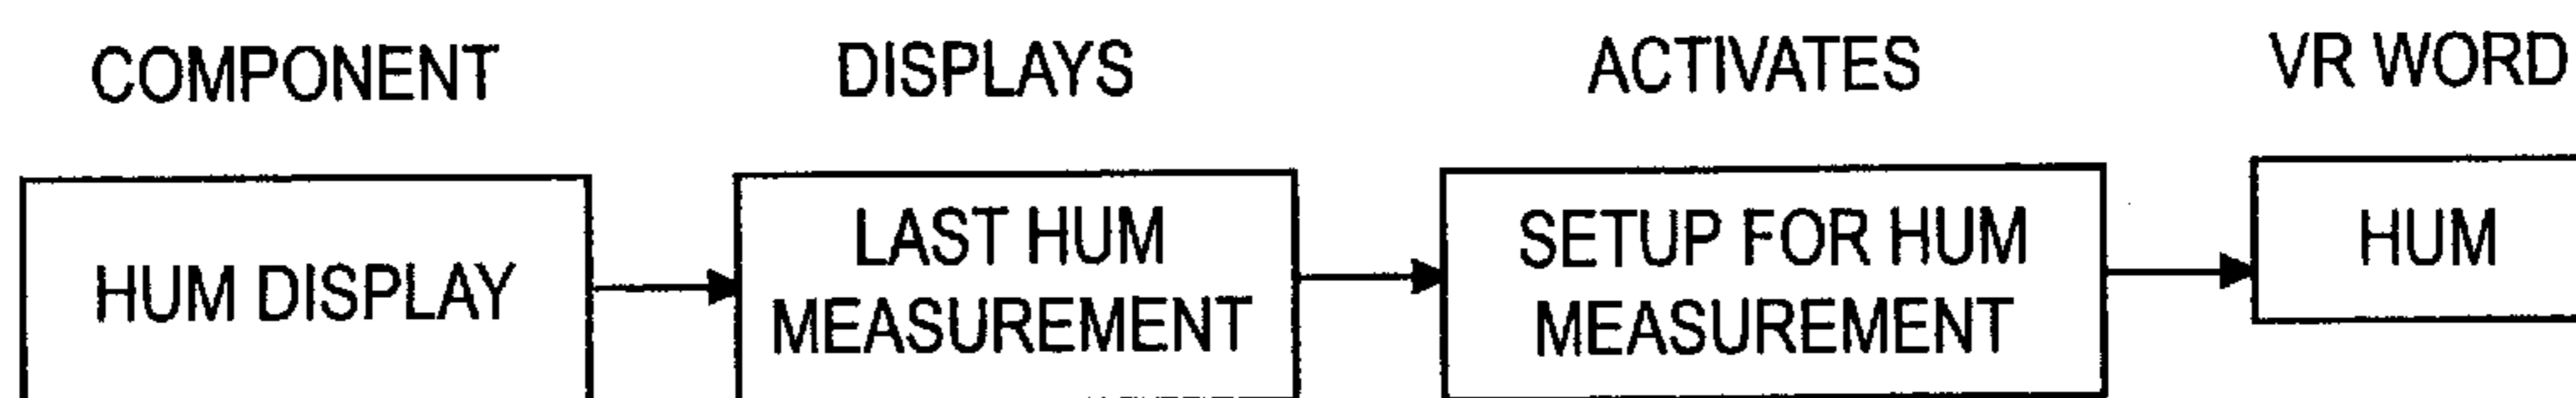 COMPONENT DISPLAYS ACTIVATES VR WORD
HUM DISPLAY
LAST HUM
MEASUREMENT
SETUP FOR HUM
MEASUREMENT
HUM